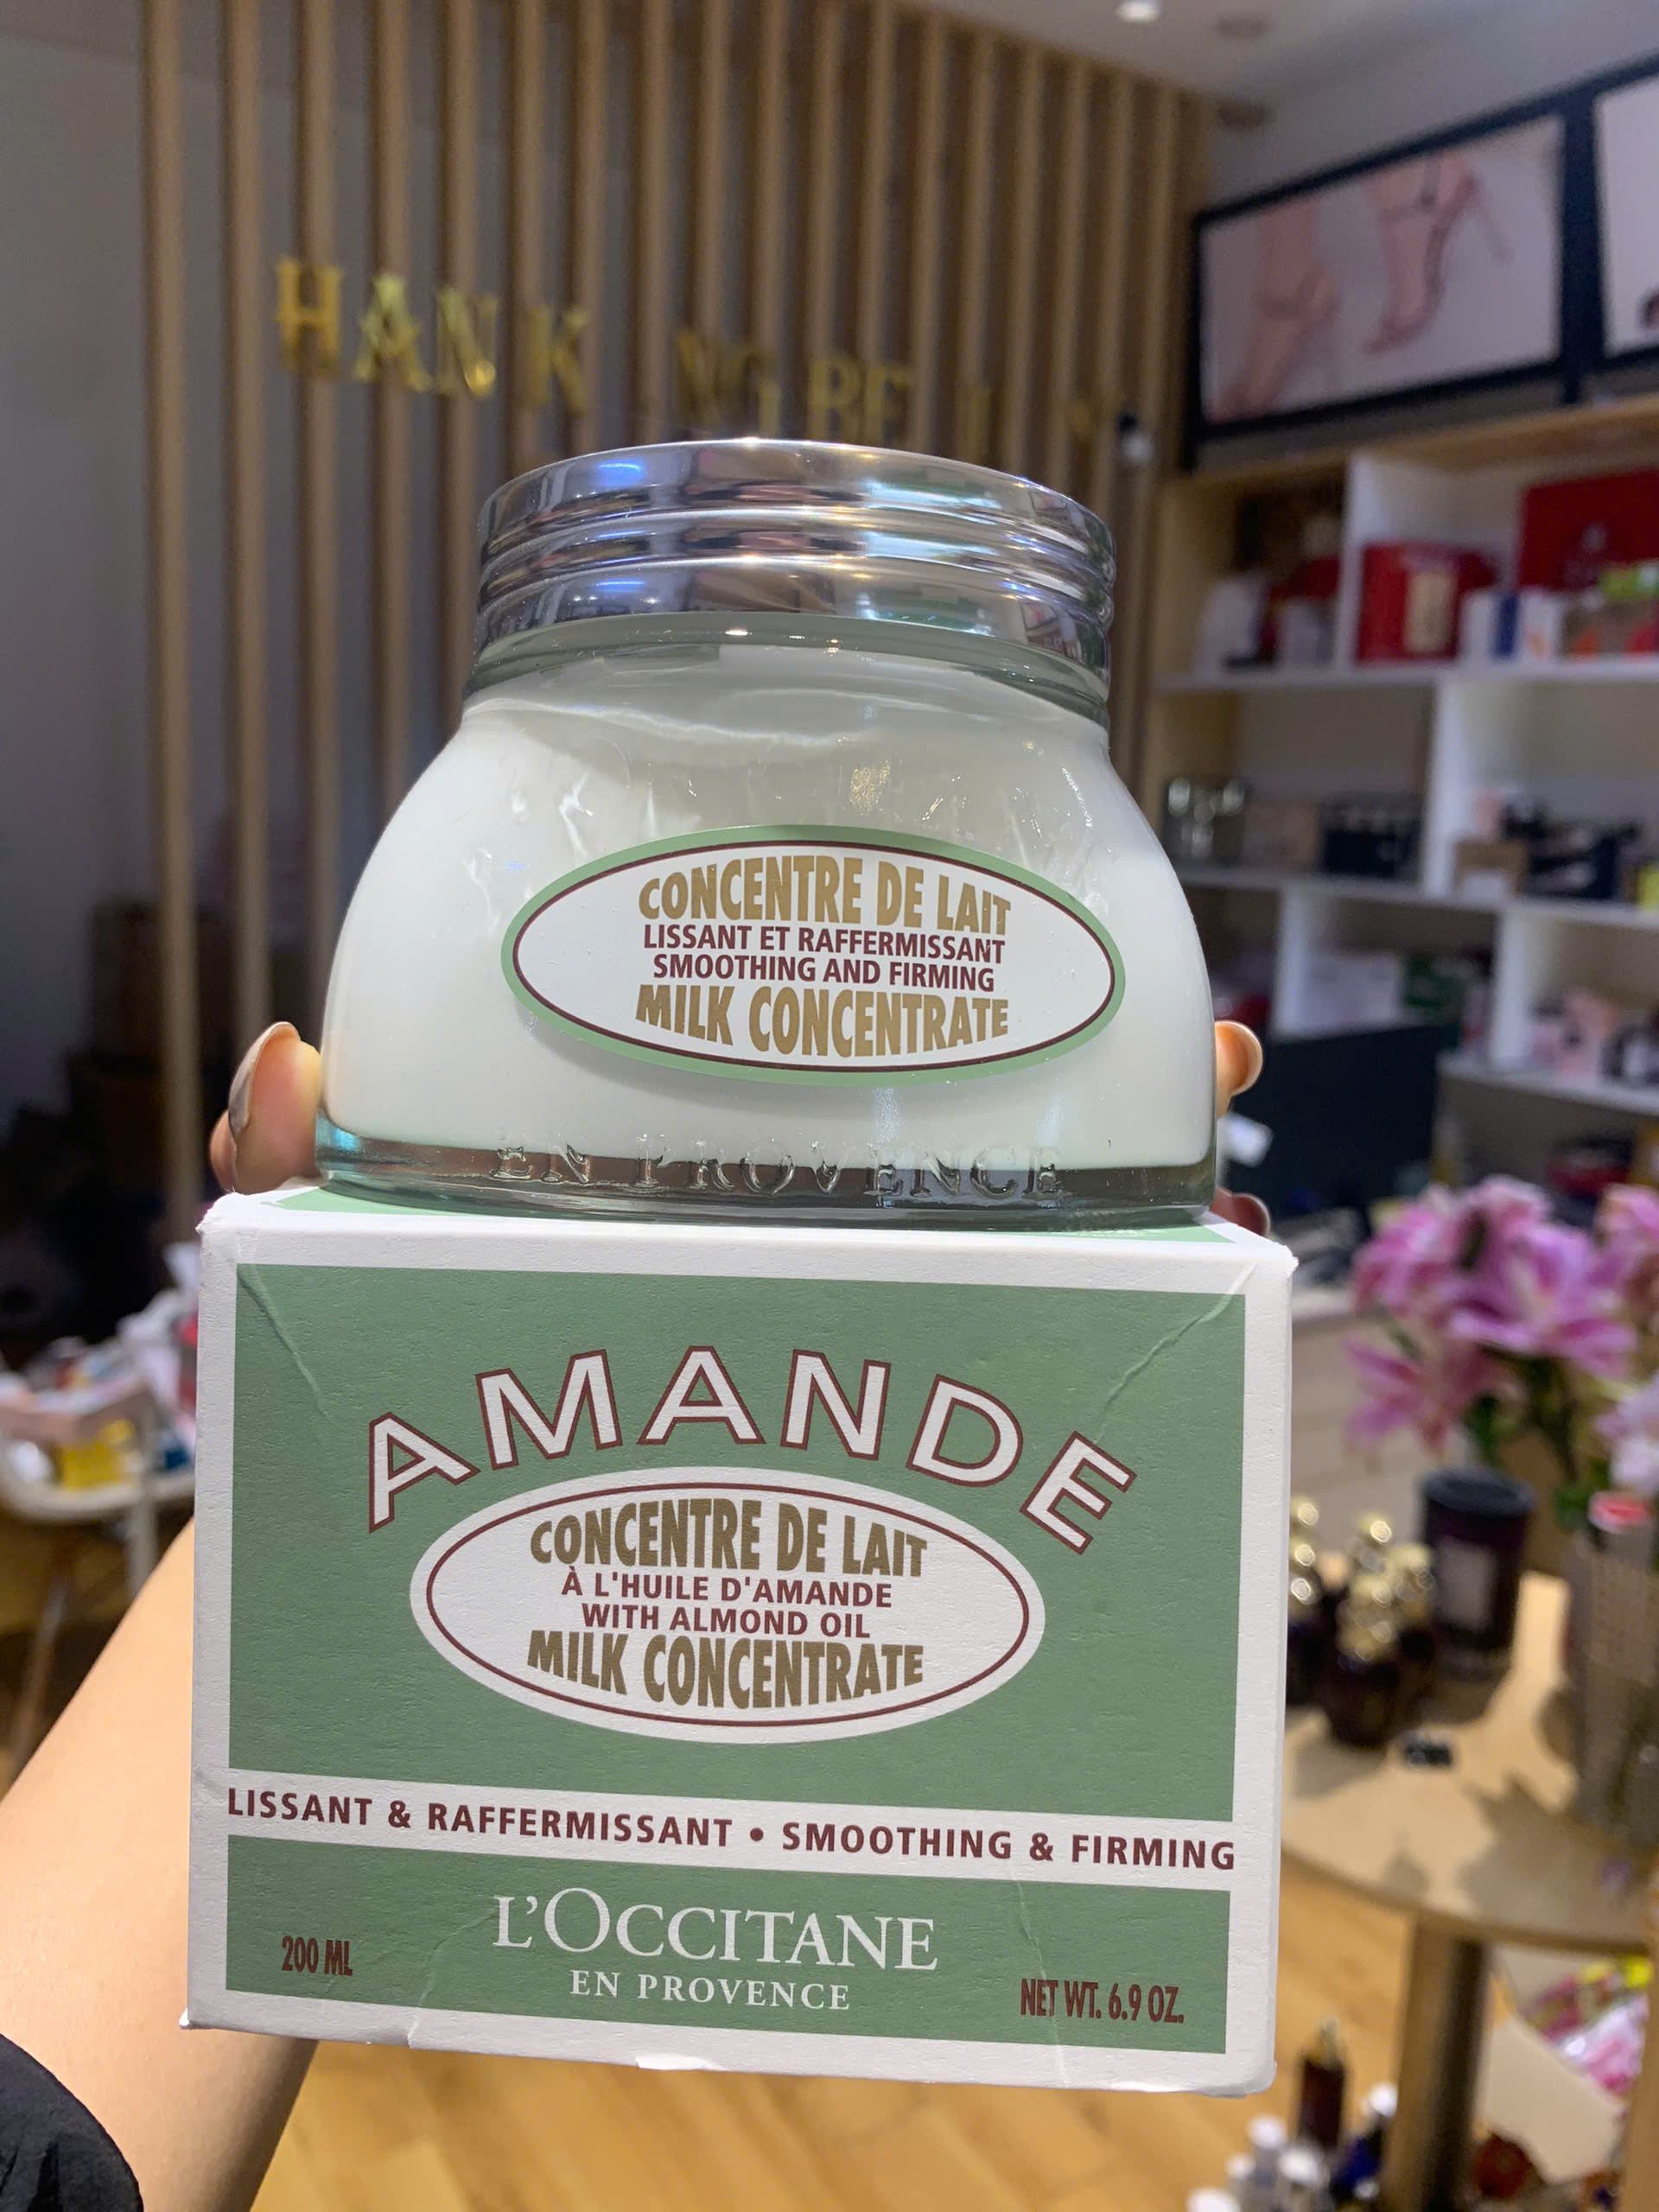 HAN K
CONCENTRE DE LAIT
LISSANT ET RAFFERMISSANT
SMOOTHING AND FIRMING
MILK CONCENTRATE
EN PROVENCE
AMANDE
CONCENTRE DE LAIT
À L'HUILE D'AMANDE
WITH ALMOND OIL
MILK CONCENTRATE
LISSANT & RAFFERMISSANT • SMOOTHING & FIRMING
L'OCCITANE
EN PROVENCE
200 ML
NET WT. 6.9 OZ.